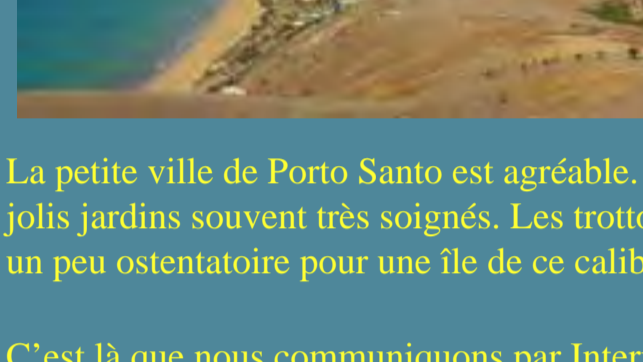 La petite ville de Porto Santo est agréable.
jolis jardins souvent très soignés. Les
un peu ostentatoire pour une île de ce
C’est là que nous communiquons par